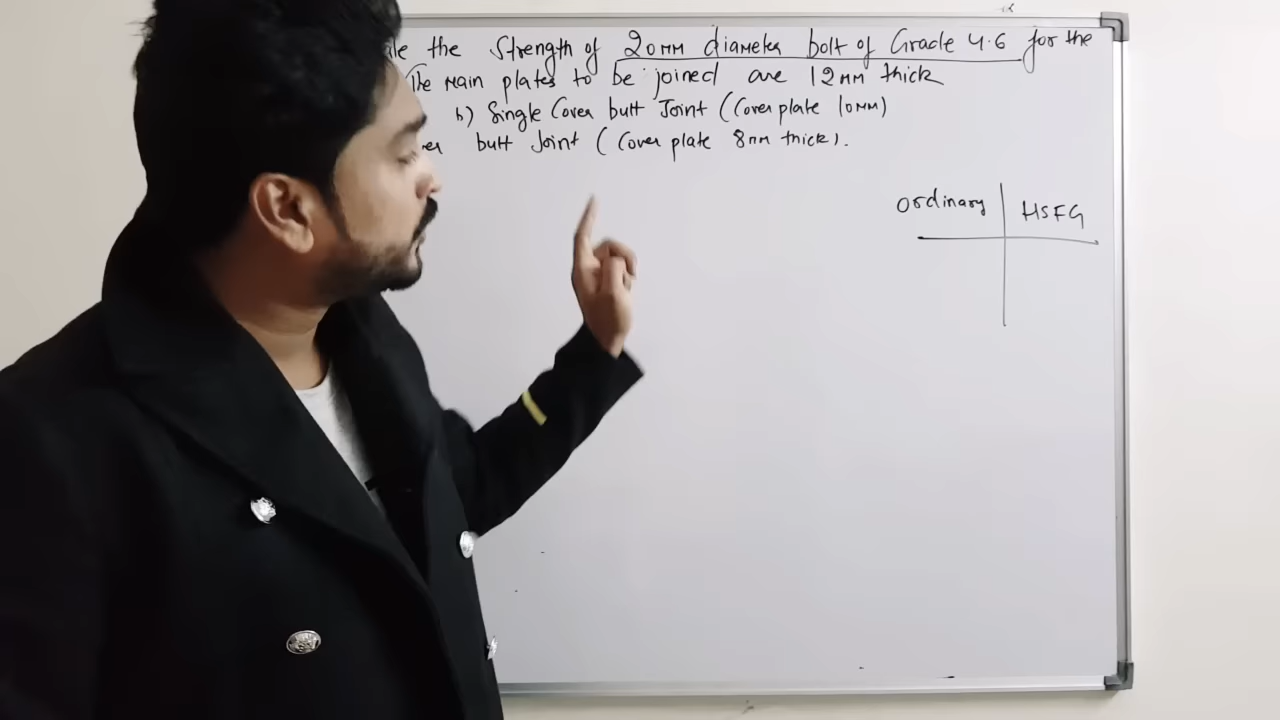 the Strength of 20mm diameter bolt of Grade 4.6 for the
The main plates to be joined are 12mm thick
b) Single Cover butt Joint (Cover plate 10mm)
butt Joint (Cover plate 8mm thick).
Ordinary HSFG